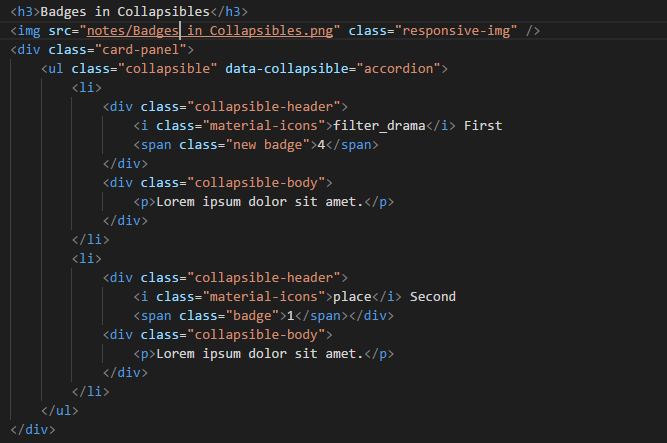 <h3>Badges in Collapsibles</h3>
<img src="notes/Badges in Collapsibles.png" class="responsive-img" />
<div class="card-panel">
    <ul class="collapsible" data-collapsible="accordion">
        <li>
            <div class="collapsible-header">
                <i class="material-icons">filter_drama</i> First
                <span class="new badge">4</span>
            </div>
            <div class="collapsible-body">
                <p>Lorem ipsum dolor sit amet.</p>
            </div>
        </li>
        <li>
            <div class="collapsible-header">
                <i class="material-icons">place</i> Second
                <span class="badge">1</span></div>
            <div class="collapsible-body">
                <p>Lorem ipsum dolor sit amet.</p>
            </div>
        </li>
    </ul>
</div>